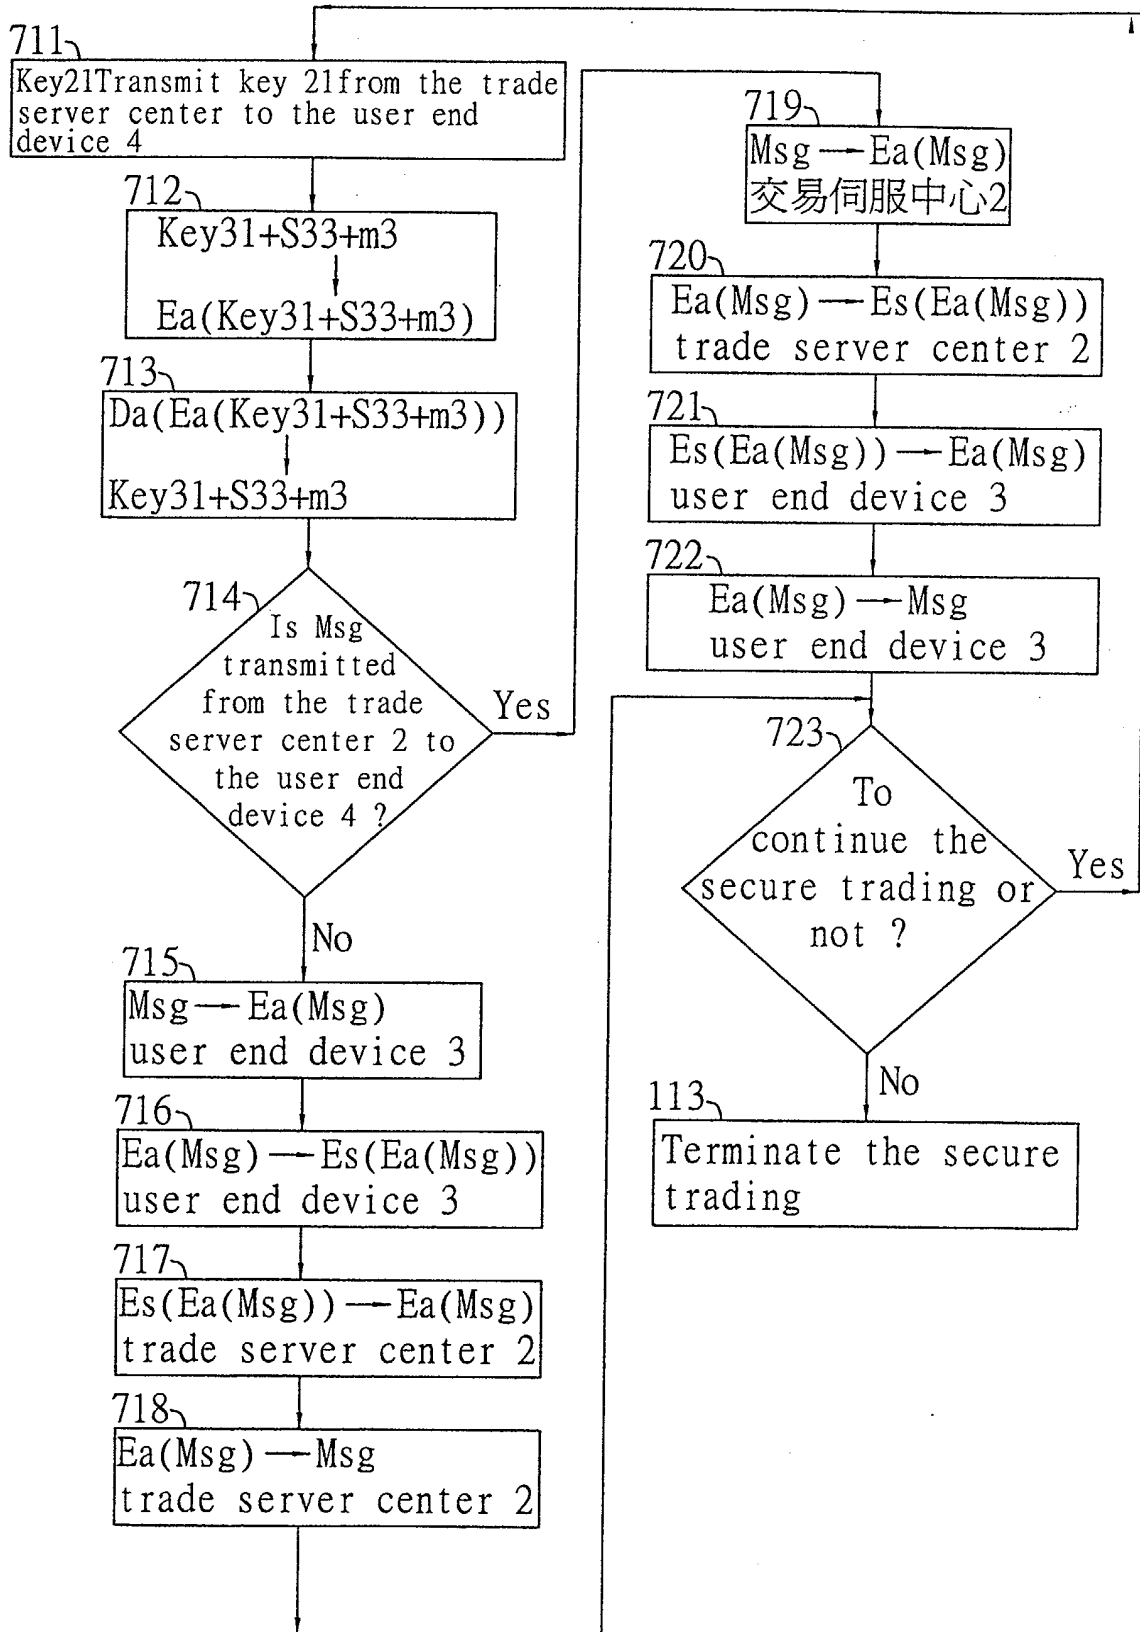 711
Key21Transmit key 21from the trade
server center to the user end
device 4
712
Key31+S33+m3
Ea(Key31+S33+m3)
713
Da(Ea(Key31+S33+m3))
Key31+S33+m3
714
Is Msg
transmitted
from the trade
server center 2 to
the user end
device 4 ?
Yes
No
715
Msg → Ea(Msg)
user end device 3
716
Ea(Msg) → Es(Ea(Msg))
user end device 3
717
Es(Ea(Msg)) → Ea(Msg)
trade server center 2
718
Ea(Msg) → Msg
trade server center 2
719
Msg → Ea(Msg)
交易伺服中心2
720
Ea(Msg) → Es(Ea(Msg))
trade server center 2
721
Es(Ea(Msg)) → Ea(Msg)
user end device 3
722
Ea(Msg) → Msg
user end device 3
723
To
continue the
secure trading or
not ?
Yes
No
113
Terminate the secure
trading